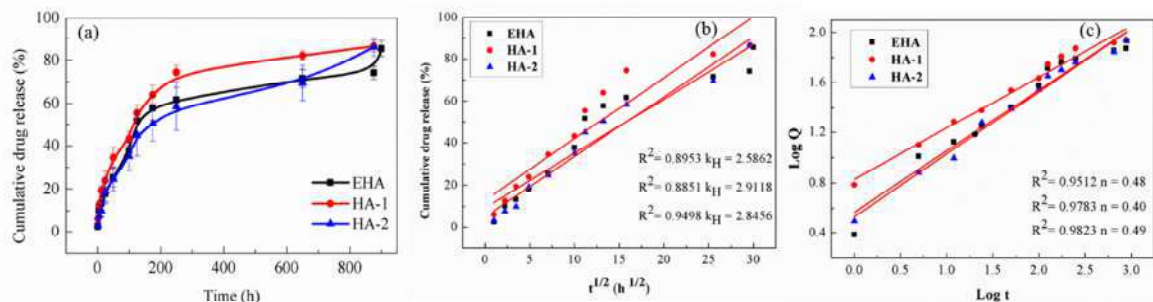 (a)
Cumulative drug release (%)
100
80
60
40
20
0
EHA
HA-1
HA-2
0 200 400 600 800
Time (h)
(b)
Cumulative drug release (%)
100
80
60
40
20
0
EHA
HA-1
HA-2
R²= 0.8953 kH = 2.5862
R²= 0.8851 kH = 2.9118
R²= 0.9498 kH = 2.8456
0 5 10 15 20 25 30
t^1/2 (h^1/2)
(c)
Log Q
2.0
1.6
1.2
0.8
0.4
EHA
HA-1
HA-2
R²= 0.9512 n = 0.48
R²= 0.9783 n = 0.40
R²= 0.9823 n = 0.49
0.0 0.5 1.0 1.5 2.0 2.5 3.0
Log t